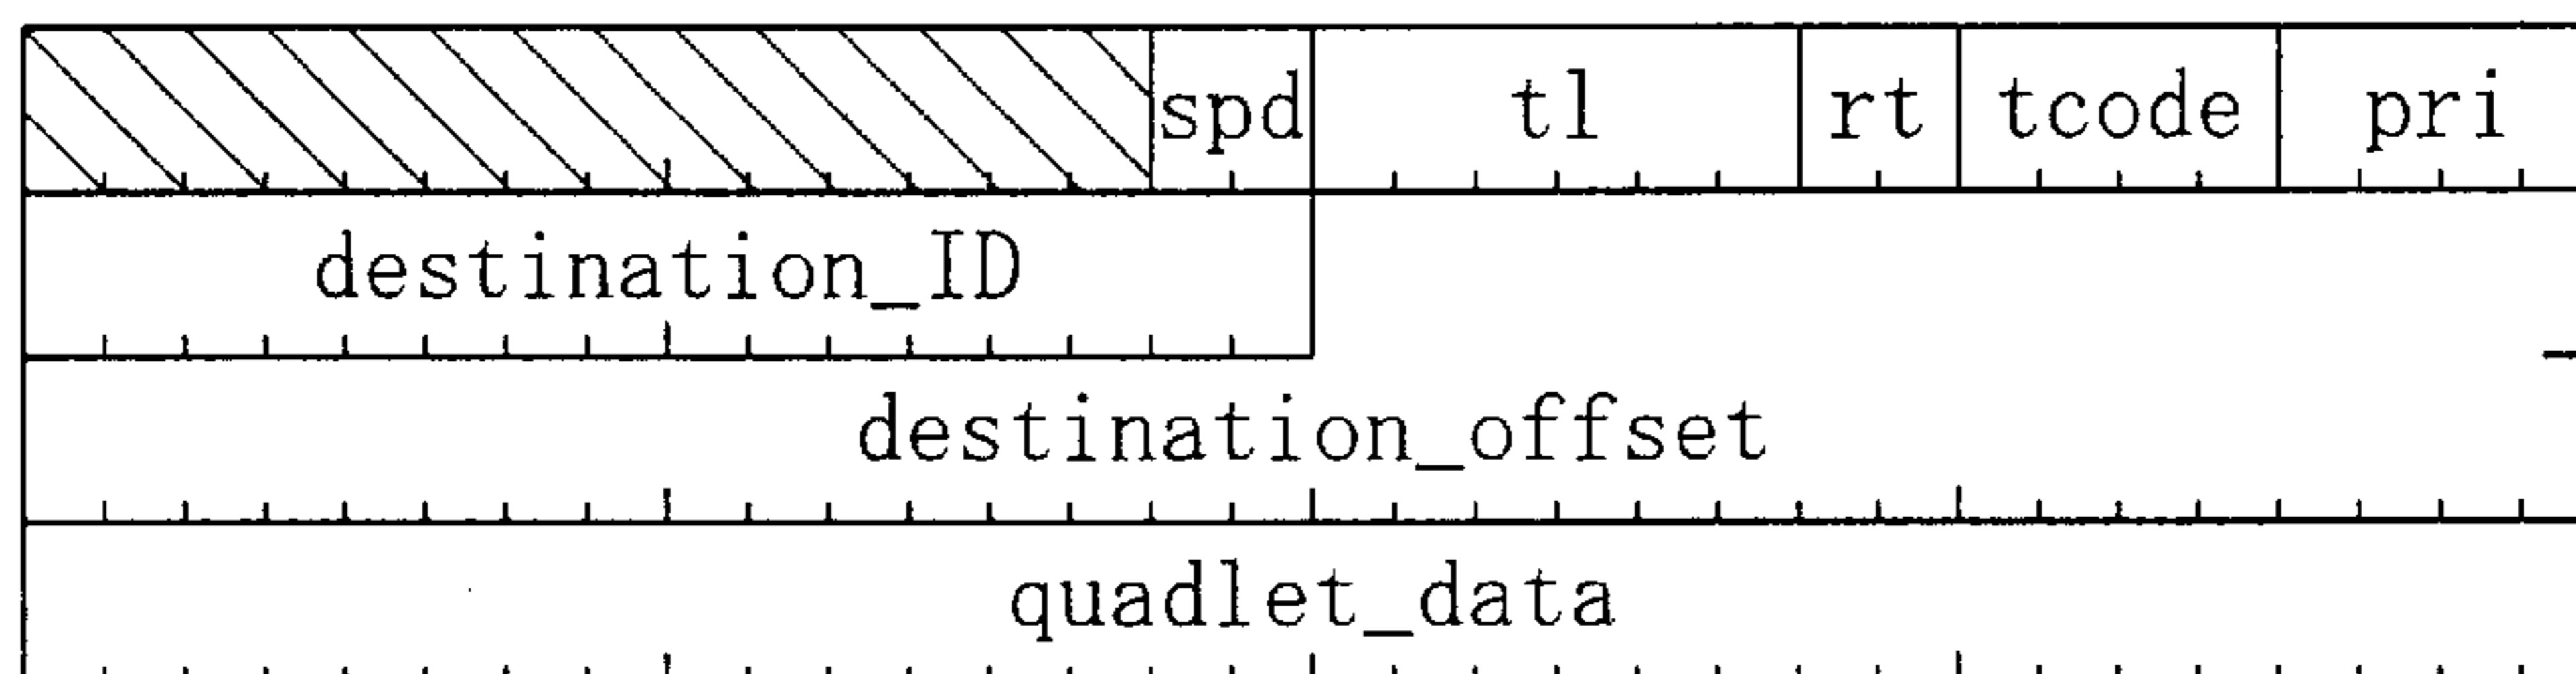 spd tl rt tcode pri
destination_ID
destination_offset
quadlet_data